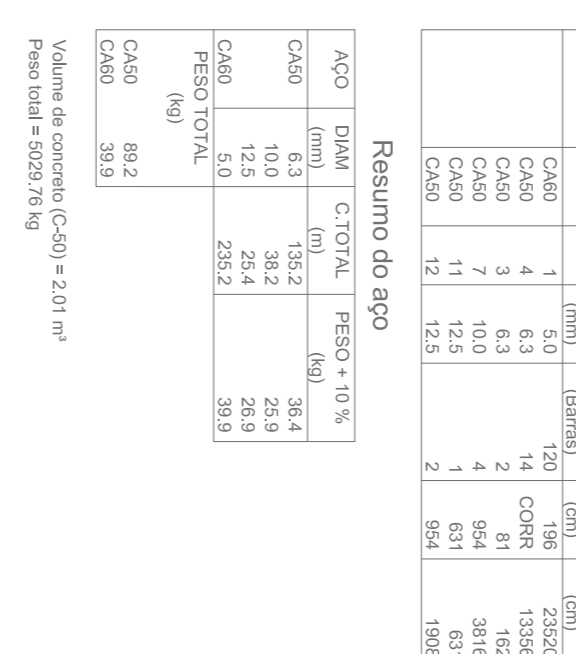 (mm) (Barras) (cm) (cm)
CA60 1 5.0 120 196 23520
CA50 4 6.3 14 CORR 13356
CA50 3 6.3 2 81 162
CA50 7 10.0 4 954 3816
CA50 11 12.5 1 631 631
CA50 12 12.5 2 954 1908
Resumo do aço
AÇO DIAM C.TOTAL PESO + 10 %
(mm) (m) (kg)
CA50 6.3 135.2 36.4
10.0 38.2 25.9
12.5 25.4 26.9
CA60 5.0 235.2 39.9
PESO TOTAL
(kg)
CA50 89.2
CA60 39.9
Volume de concreto (C-50) = 2.01 m³
Peso total = 5029.76 kg